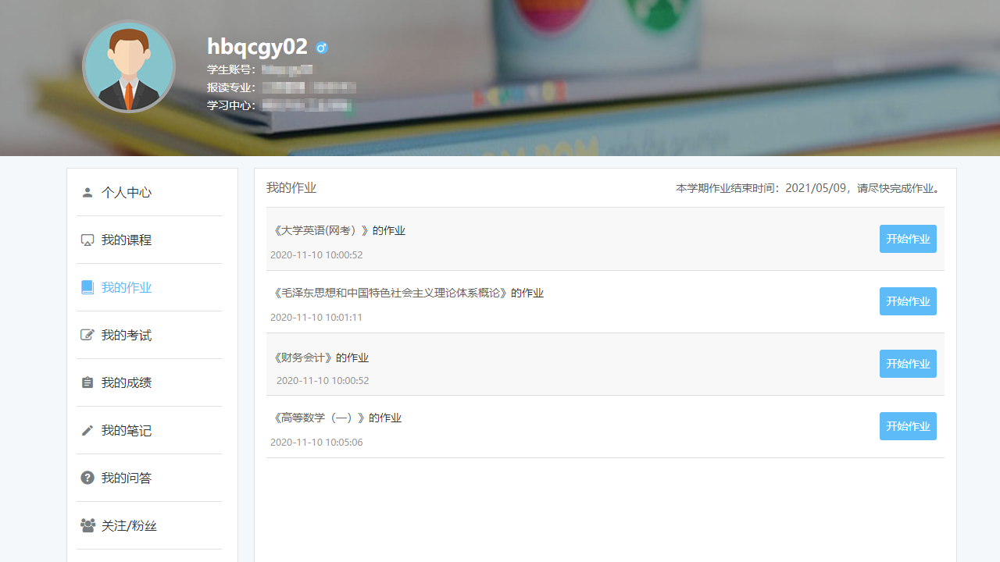 hbqcgy02
学生账号：
报读专业：
学习中心：
个人中心
我的课程
我的作业
我的考试
我的成绩
我的笔记
我的问答
关注/粉丝
我的作业
本学期作业结束时间：2021/05/09，请尽快完成作业。
《大学英语(网考）》的作业
2020-11-10 10:00:52
开始作业
《毛泽东思想和中国特色社会主义理论体系概论》的作业
2020-11-10 10:01:11
开始作业
《财务会计》的作业
2020-11-10 10:00:52
开始作业
《高等数学（一）》的作业
2020-11-10 10:05:06
开始作业